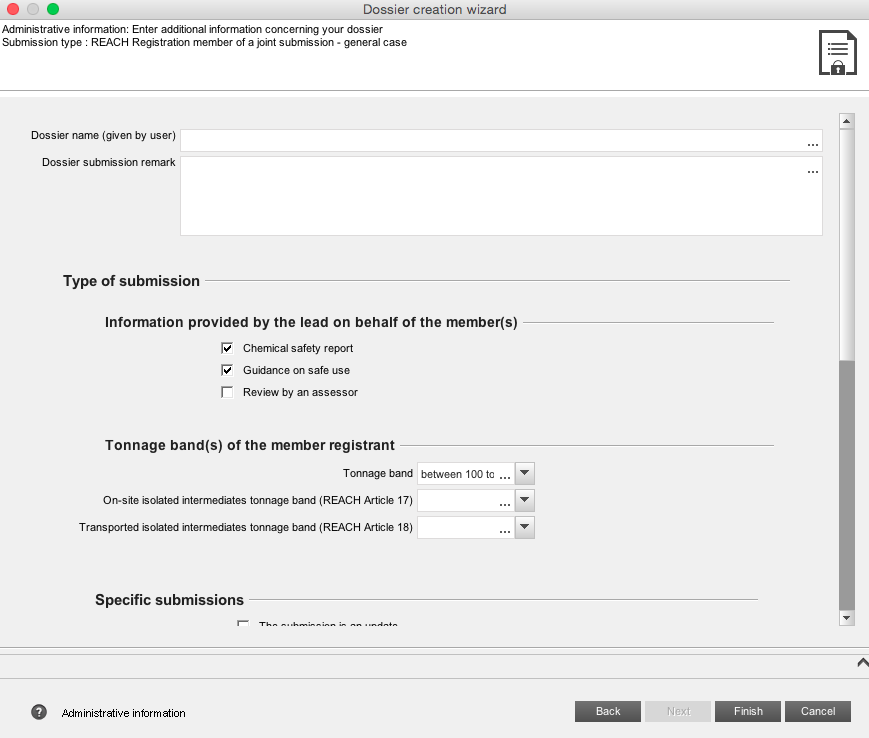 Dossier creation wizard
Administrative information: Enter additional information concerning your dossier
Submission type : REACH Registration member of a joint submission - general case
Dossier name (given by user)
...
Dossier submission remark
...
Type of submission
Information provided by the lead on behalf of the member(s)
Chemical safety report
Guidance on safe use
Review by an assessor
Tonnage band(s) of the member registrant
Tonnage band between 100 to ...
On-site isolated intermediates tonnage band (REACH Article 17) ...
Transported isolated intermediates tonnage band (REACH Article 18) ...
Specific submissions
The submission is an update
? Administrative information Back Next Finish Cancel